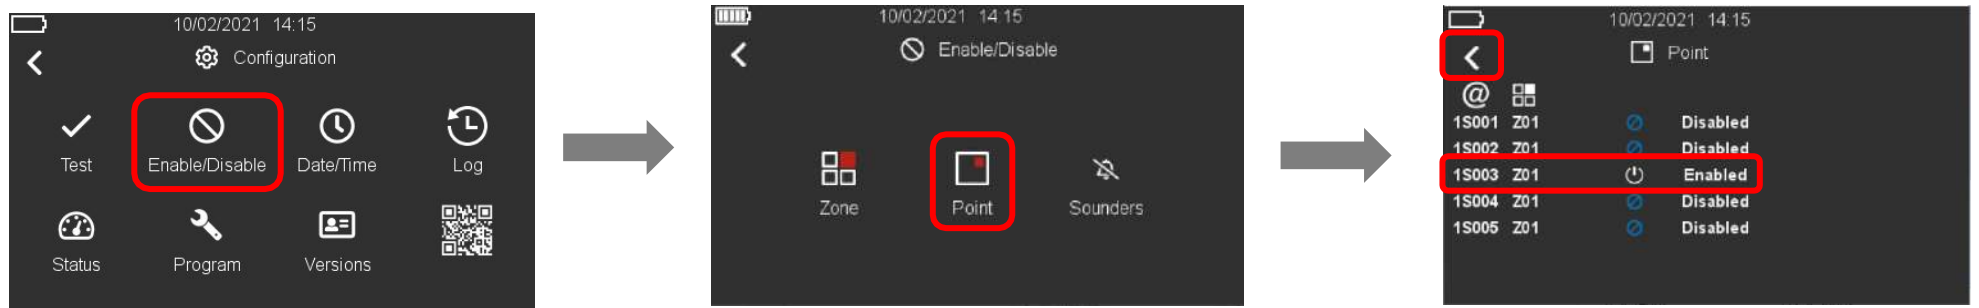 10/02/2021 14:15
Configuration
Test
Enable/Disable
Date/Time
Log
Status
Program
Versions
10/02/2021 14:15
Enable/Disable
Zone
Point
Sounders
10/02/2021 14:15
Point
@
1S001 Z01 Disabled
1S002 Z01 Disabled
1S003 Z01 Enabled
1S004 Z01 Disabled
1S005 Z01 Disabled